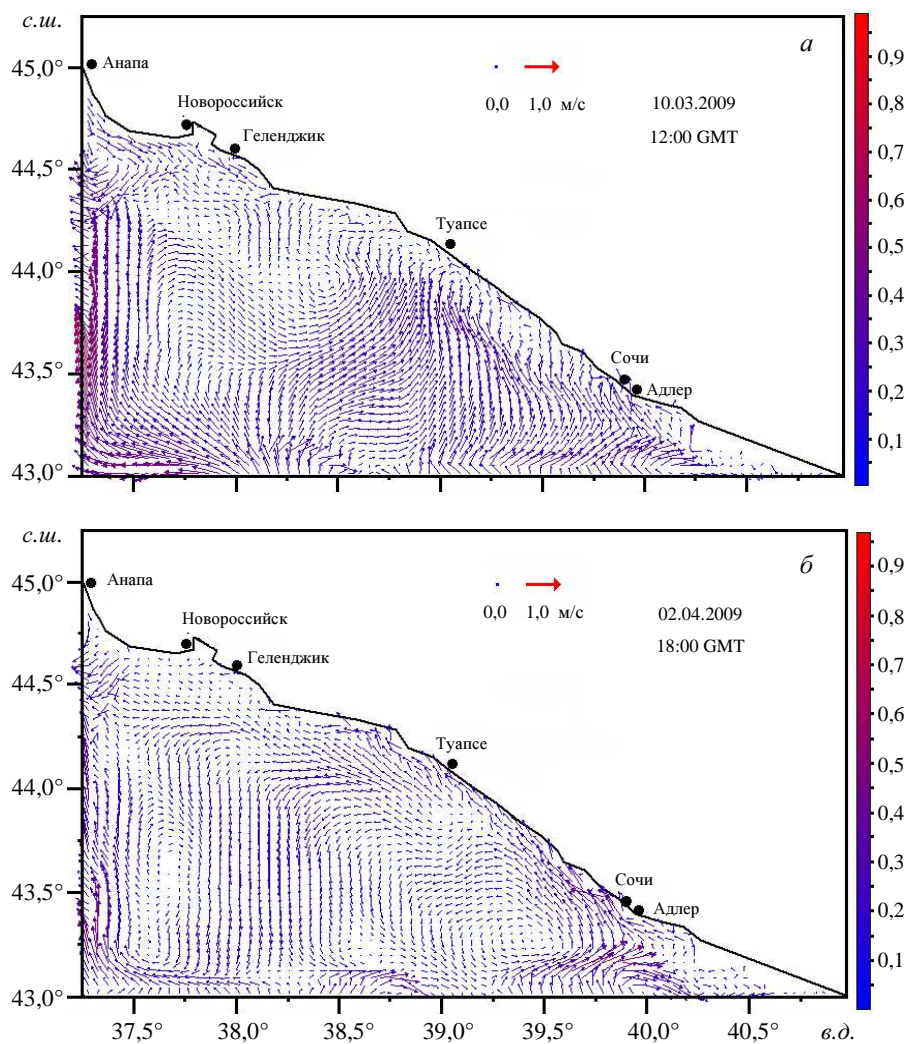 с.ш.
а
0,9
45,0°
Анапа
0,0 1,0 м/с
0,8
Новороссийск
10.03.2009
Геленджик
12:00 GMT
0,7
44,5°
0,6
Туапсе
44,0°
0,5
0,4
43,5°
Сочи
0,3
Адлер
0,2
43,0°
0,1
с.ш.
б
0,9
45,0°
Анапа
0,0 1,0 м/с
0,8
Новороссийск
02.04.2009
18:00 GMT
0,7
Геленджик
44,5°
0,6
Туапсе
0,5
44,0°
0,4
43,5°
Сочи
0,3
Адлер
0,2
0,1
43,0°
37,5° 38,0° 38,5° 39,0° 39,5° 40,0° 40,5° в.д.